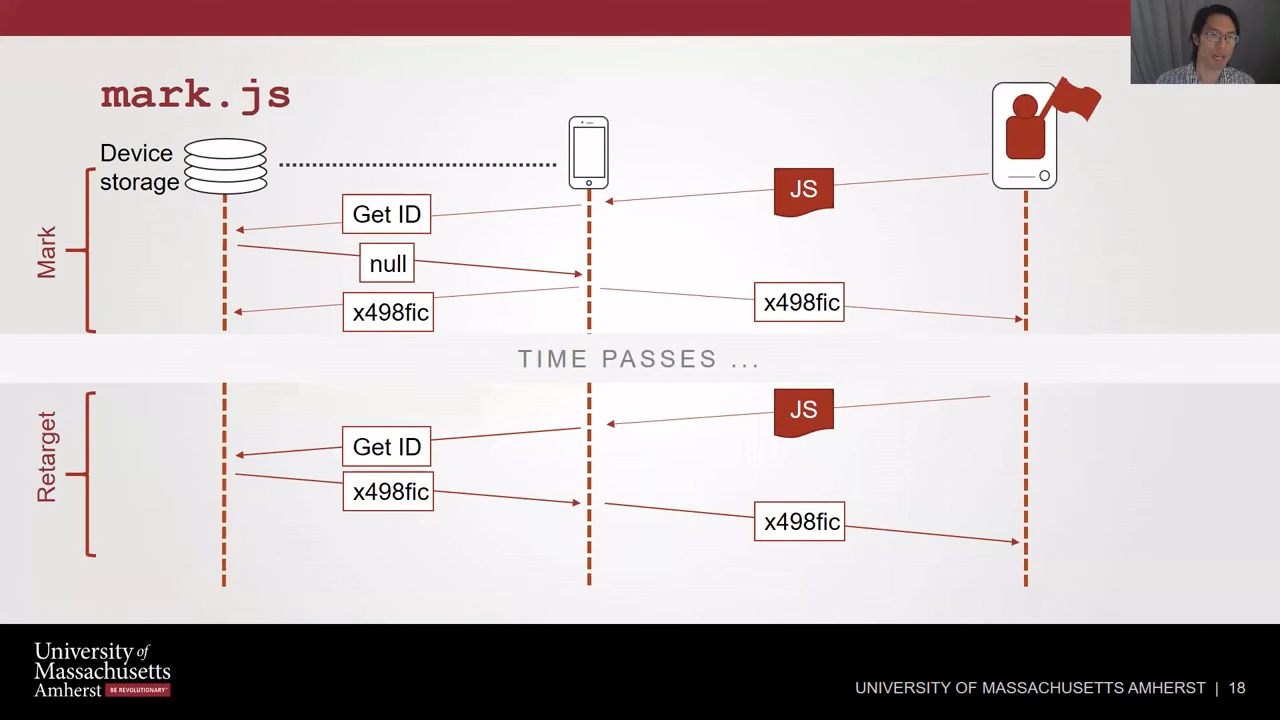 mark.js
Device
storage
JS
Get ID
null
x498fic
x498fic
Mark
TIME PASSES ...
JS
Get ID
x498fic
x498fic
Retarget
University of
Massachusetts
Amherst BE REVOLUTIONARY™
UNIVERSITY OF MASSACHUSETTS AMHERST | 18